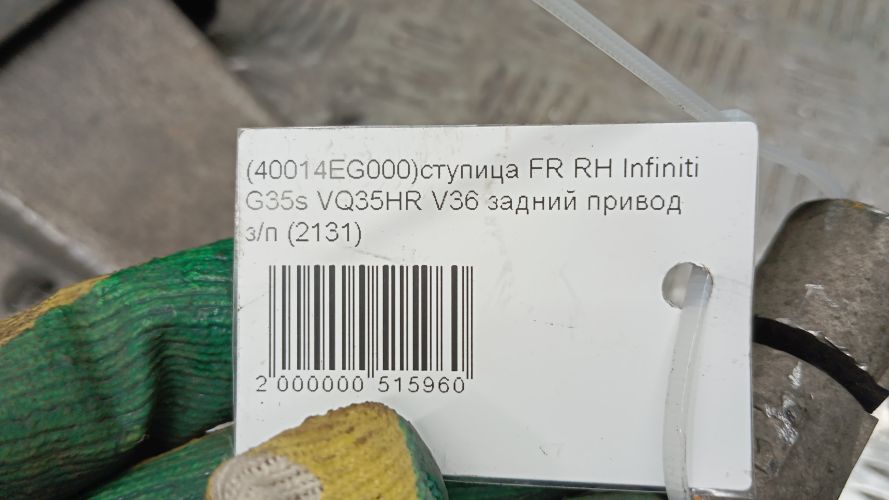 (40014EG000)ступица FR RH Infiniti
G35s VQ35HR V36 задний привод
з/п (2131)
2 000000 515960